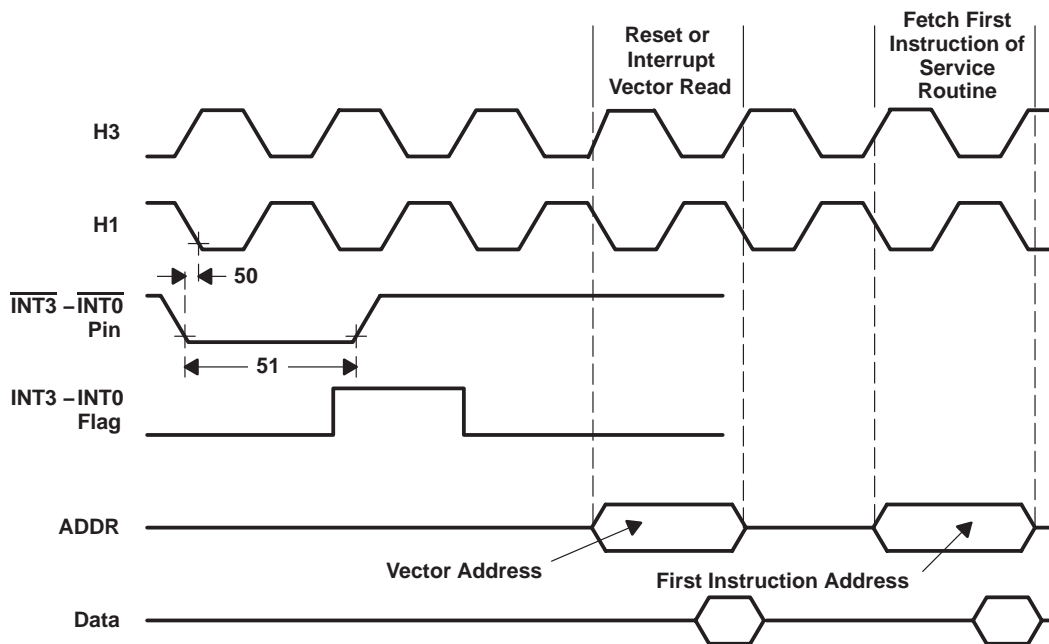 Reset or
Interrupt
Vector Read
Fetch First
Instruction of
Service
Routine
H3
H1
50
INT3 – INT0
Pin
51
INT3 – INT0
Flag
ADDR
Vector Address
First Instruction Address
Data